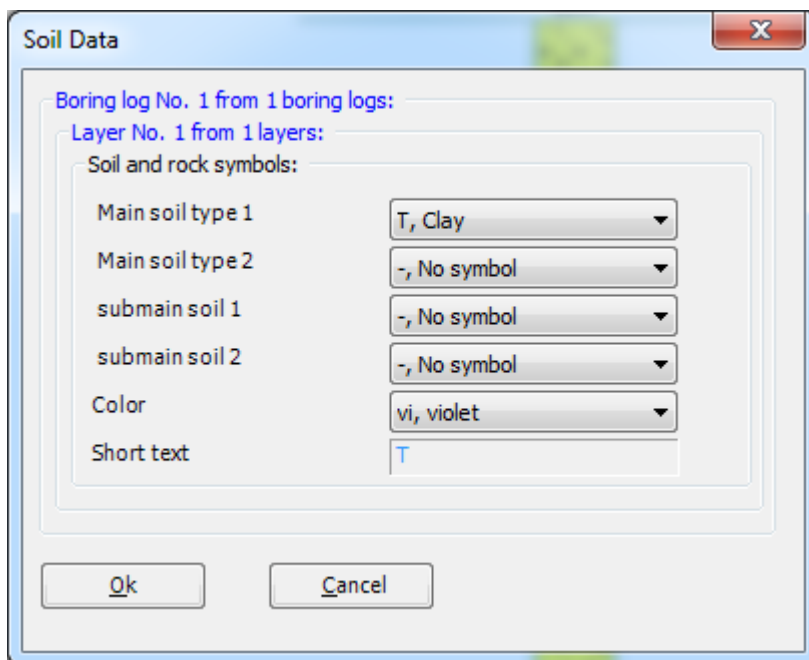 Soil Data
Boring log No. 1 from 1 boring logs:
Layer No. 1 from 1 layers:
Soil and rock symbols:
Main soil type 1 T, Clay
Main soil type 2 -, No symbol
submain soil 1 -, No symbol
submain soil 2 -, No symbol
Color vi, violet
Short text T
Ok Cancel